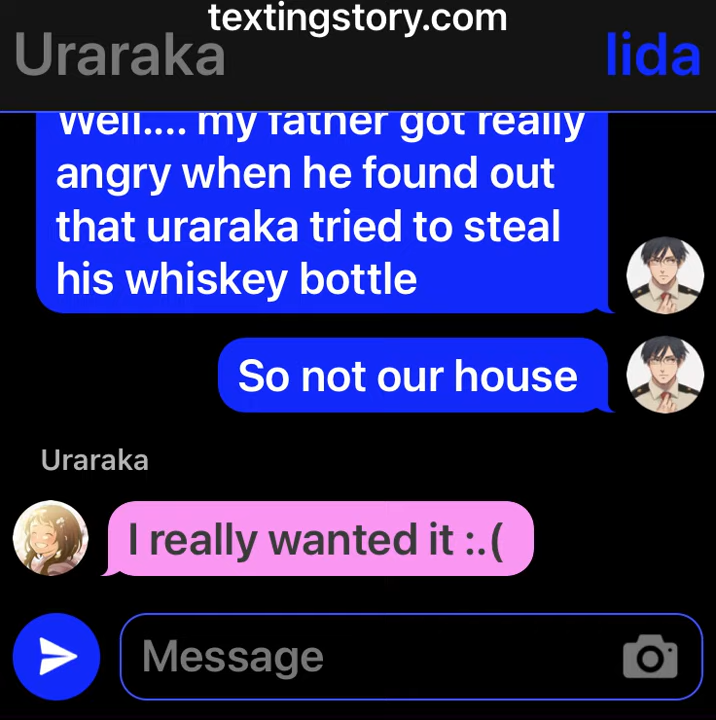 textingstory.com
Uraraka Iida
Well.... my father got really
angry when he found out
that uraraka tried to steal
his whiskey bottle
So not our house
Uraraka
I really wanted it :.(
Message